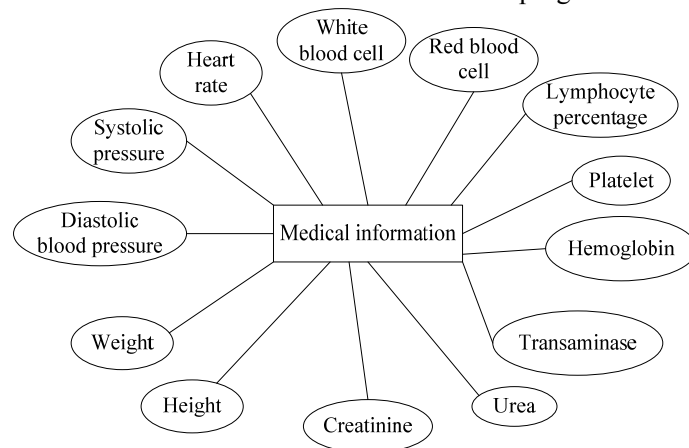 White
blood cell
Red blood
cell
Heart
rate
Lymphocyte
percentage
Systolic
pressure
Platelet
Diastolic
blood pressure
Medical information
Hemoglobin
Weight
Transaminase
Height
Creatinine
Urea